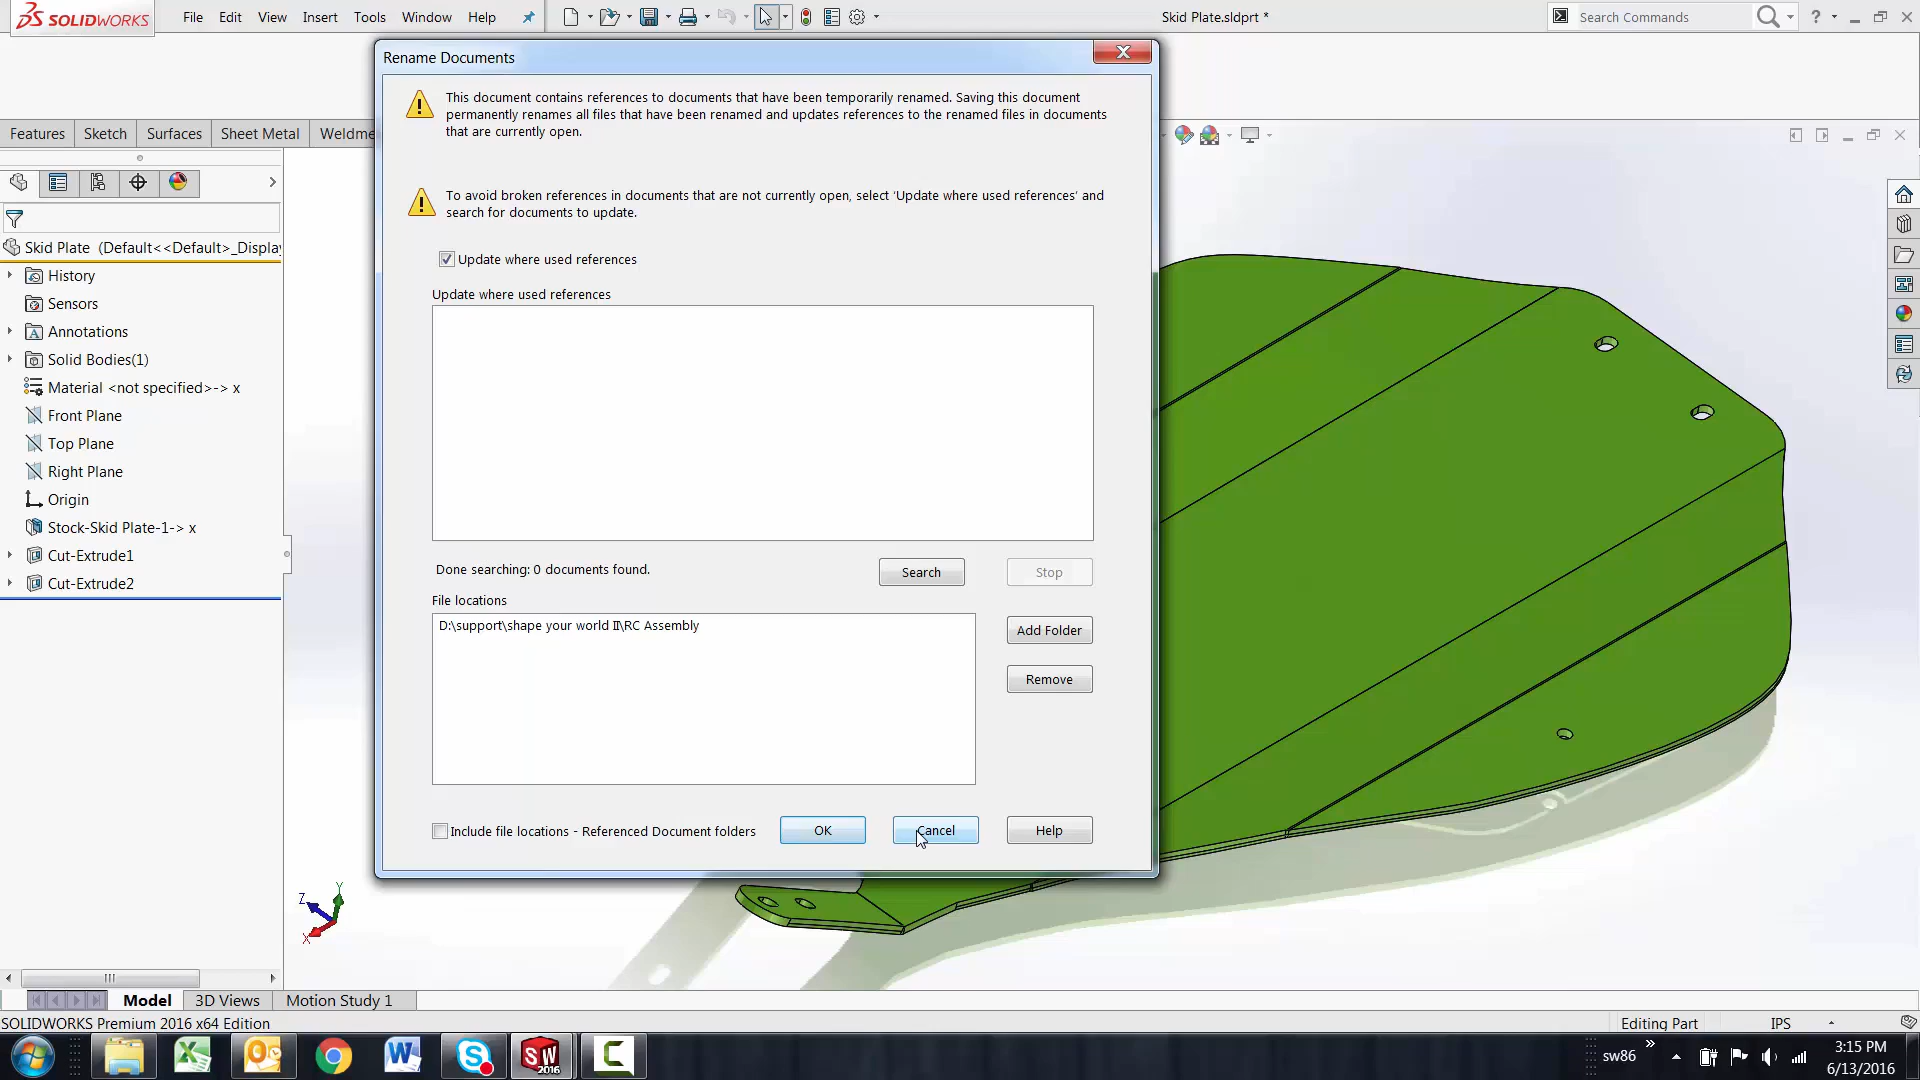 SOLIDWORKS File Edit View Insert Tools Window Help Skid Plate.sldprt * Search Commands ?
Rename Documents
This document contains references to documents that have been temporarily renamed. Saving this document
permanently renames all files that have been renamed and updates references to the renamed files in documents
that are currently open.
Features Sketch Surfaces Sheet Metal Weldme
To avoid broken references in documents that are not currently open, select 'Update where used references' and
search for documents to update.
Skid Plate (Default<<Default>_Display
Update where used references
History
Update where used references
Sensors
Annotations
Solid Bodies(1)
Material <not specified>-> x
Front Plane
Top Plane
Right Plane
Origin
Stock-Skid Plate-1-> x
Cut-Extrude1
Cut-Extrude2
Done searching: 0 documents found.
Search Stop
File locations
D:\support\shape your world II\RC Assembly
Add Folder
Remove
Include file locations - Referenced Document folders OK Cancel Help
Y
Z
X
Model 3D Views Motion Study 1
SOLIDWORKS Premium 2016 x64 Edition Editing Part IPS
SW 2016
sw86 »
3:15 PM
6/13/2016